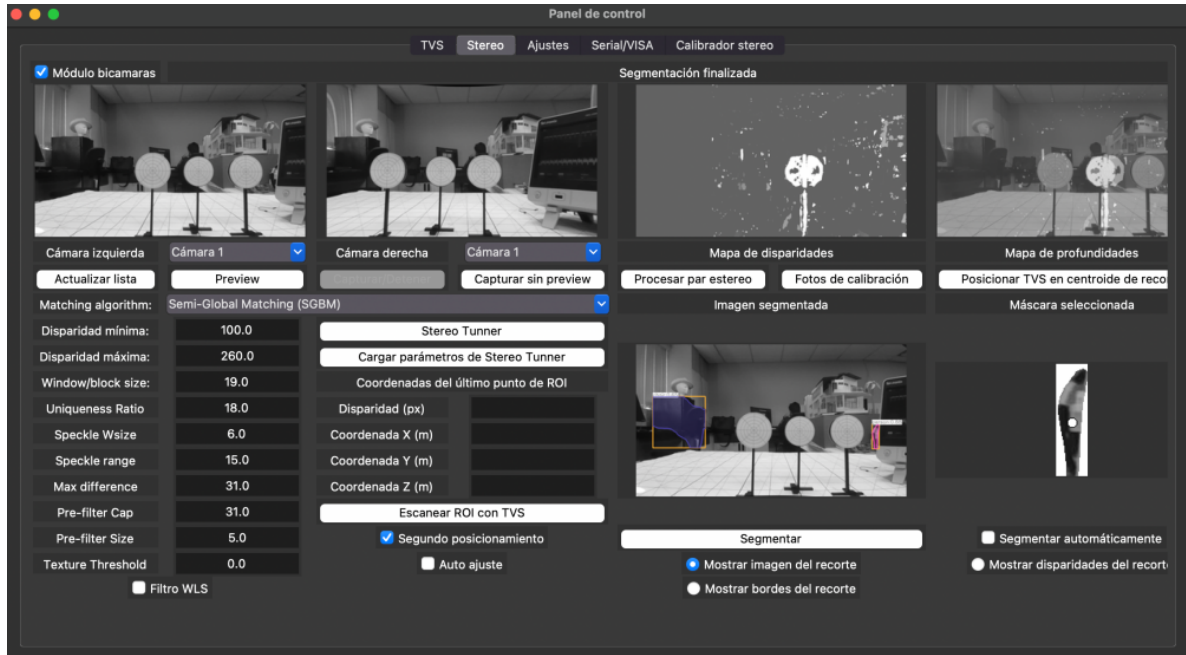 Panel de control
TVS Stereo Ajustes Serial/VISA Calibrador stereo
Módulo bicamaras
Segmentación finalizada
Cámara izquierda Cámara 1 Cámara derecha Cámara 1 Mapa de disparidades Mapa de profundidades
Actualizar lista Preview Capturar sin preview Procesar par estereo Fotos de calibración Posicionar TVS en centroide de reco
Matching algorithm: Semi-Global Matching (SGBM) Imagen segmentada Máscara seleccionada
Disparidad mínima: 100.0 Stereo Tunner
Disparidad máxima: 260.0 Cargar parámetros de Stereo Tunner
Window/block size: 19.0 Coordenadas del último punto de ROI
Uniqueness Ratio 18.0 Disparidad (px)
Speckle Wsize 6.0 Coordenada X (m)
Speckle range 15.0 Coordenada Y (m)
Max difference 31.0 Coordenada Z (m)
Pre-filter Cap 31.0 Escanear ROI con TVS
Pre-filter Size 5.0 Segundo posicionamiento Segmentar Segmentar automáticamente
Texture Threshold 0.0 Auto ajuste Mostrar imagen del recorte Mostrar disparidades del recort
Filtro WLS Mostrar bordes del recorte